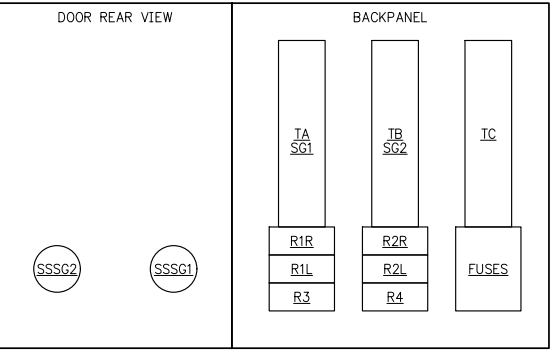 DOOR REAR VIEW
BACKPANEL
TA
SG1
TB
SG2
TC
R1R
R2R
R1L
R2L
FUSES
R3
R4
SSSG2
SSSG1